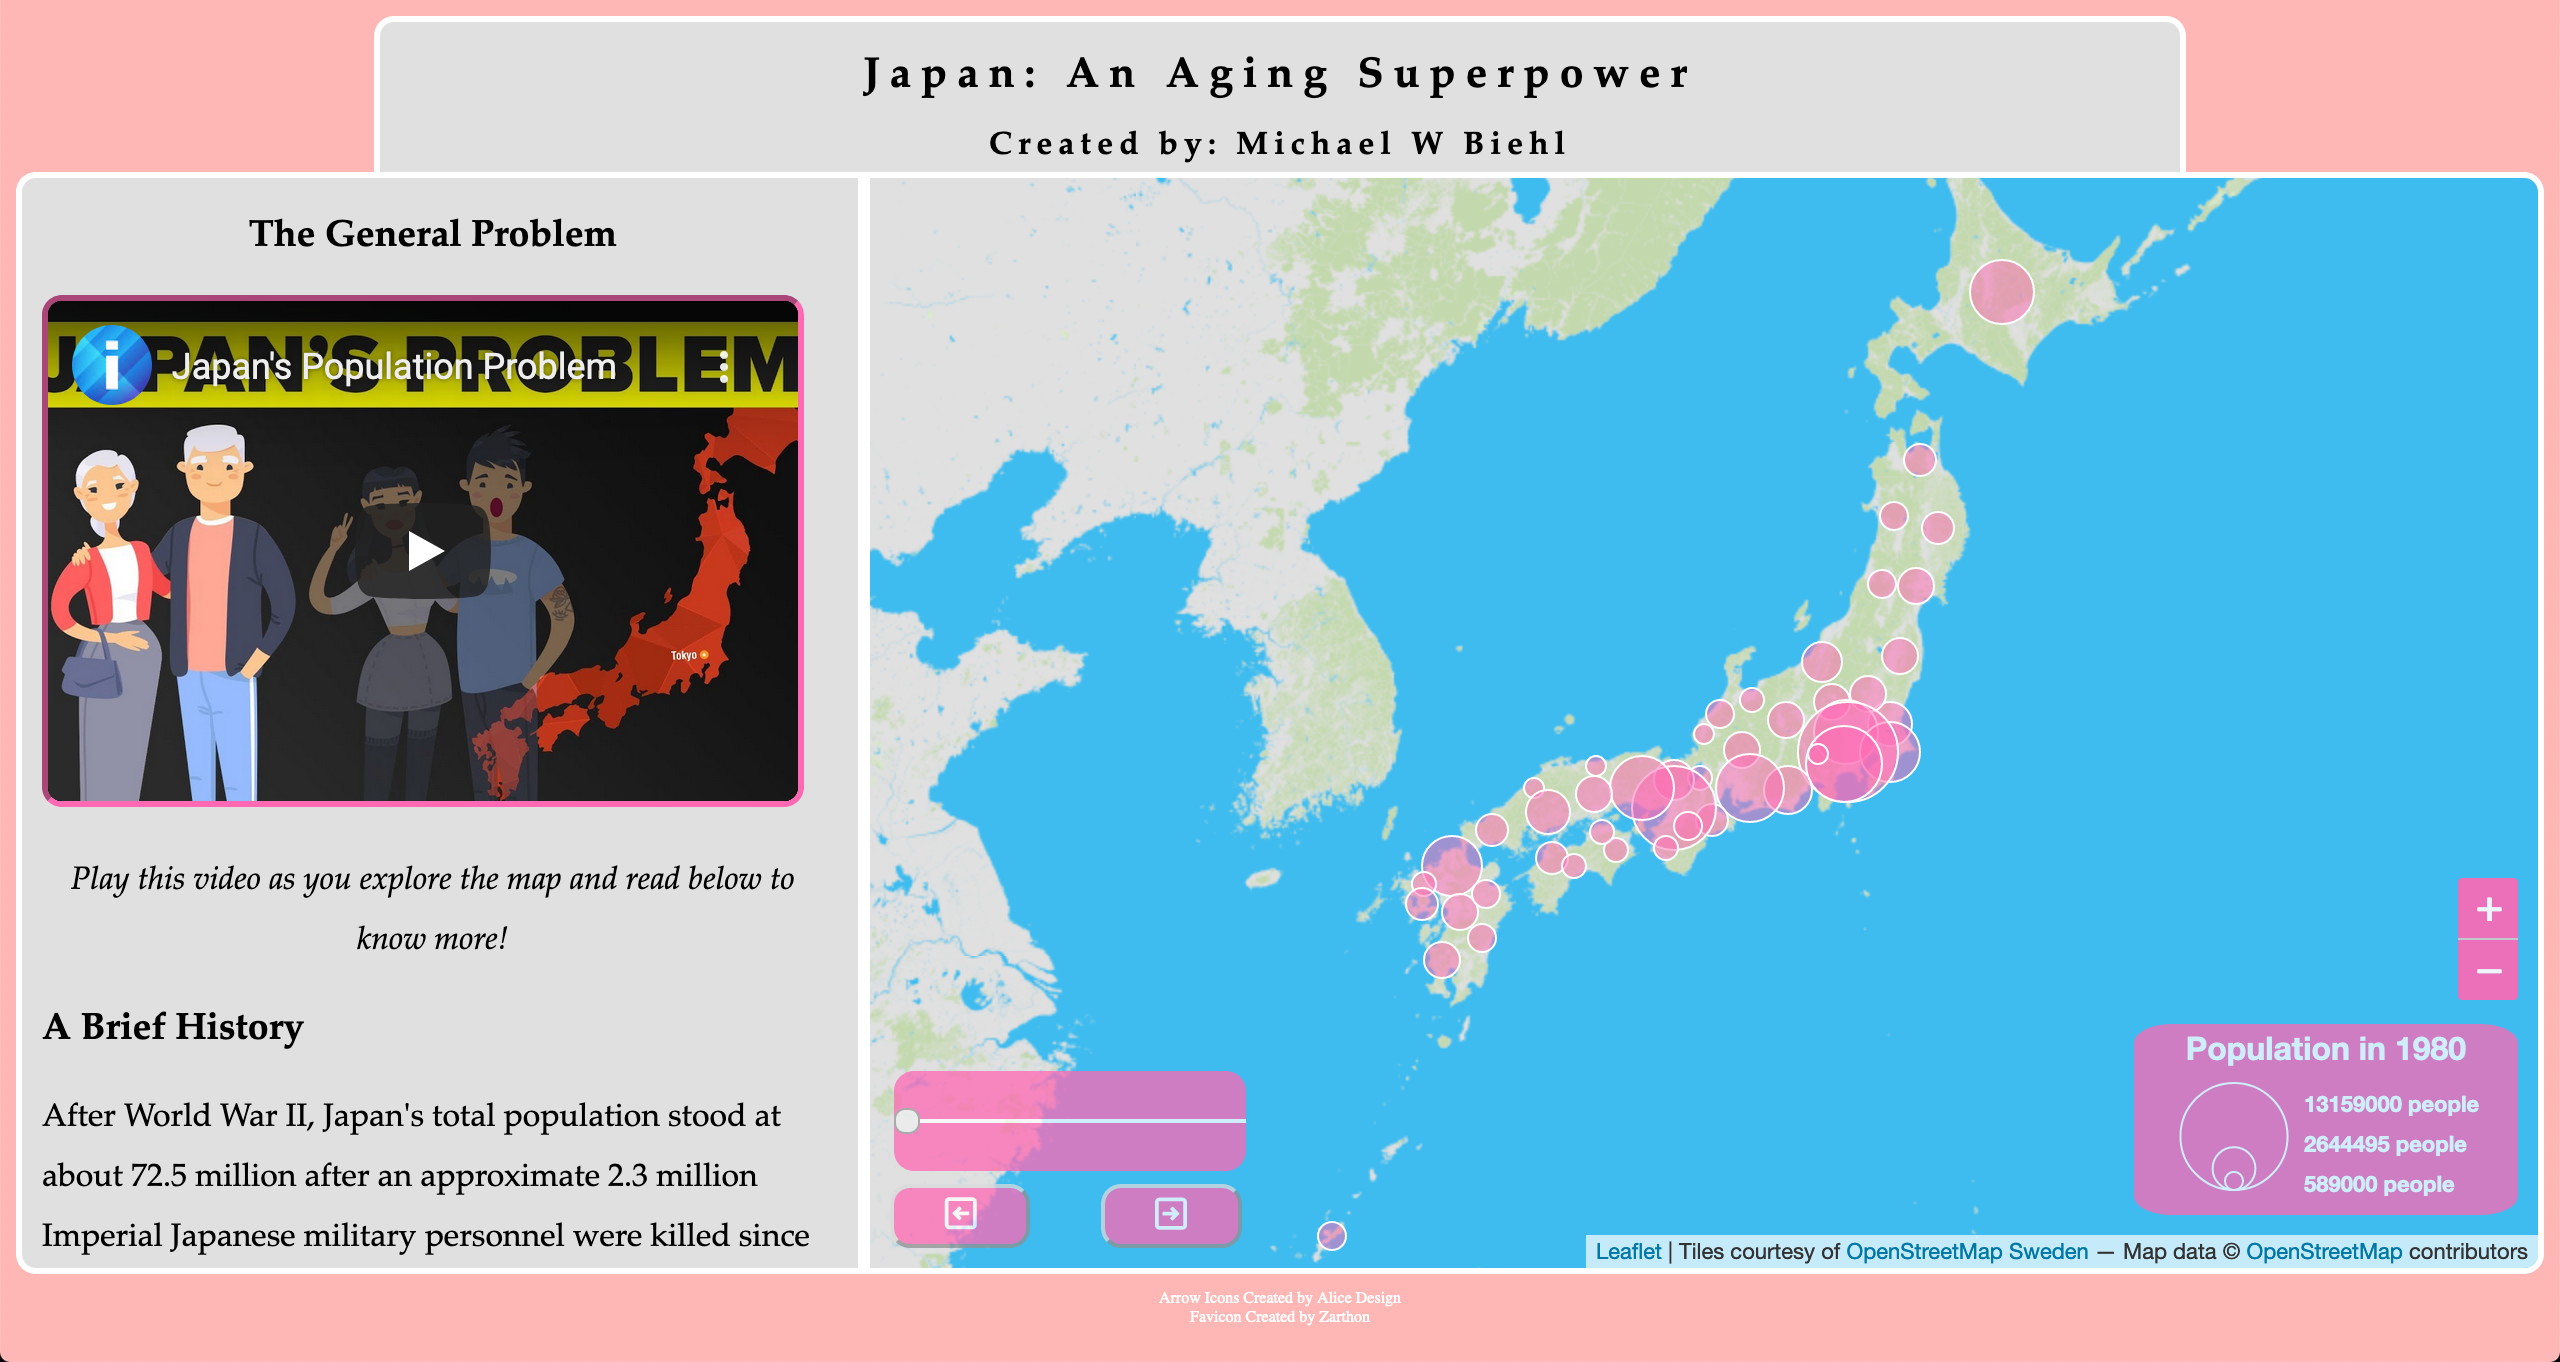 Japan: An Aging Superpower
Created by: Michael W Biehl
The General Problem
JAPAN'S PROBLEM
i
Japan's Population Problem
Tokyo
Play this video as you explore the map and read below to
know more!
A Brief History
After World War II, Japan's total population stood at
about 72.5 million after an approximate 2.3 million
Imperial Japanese military personnel were killed since
+
−
Population in 1980
13159000 people
2644495 people
589000 people
Leaflet | Tiles courtesy of OpenStreetMap Sweden — Map data © OpenStreetMap contributors
Arrow Icons Created by Alice Design
Favicon Created by Zarthon